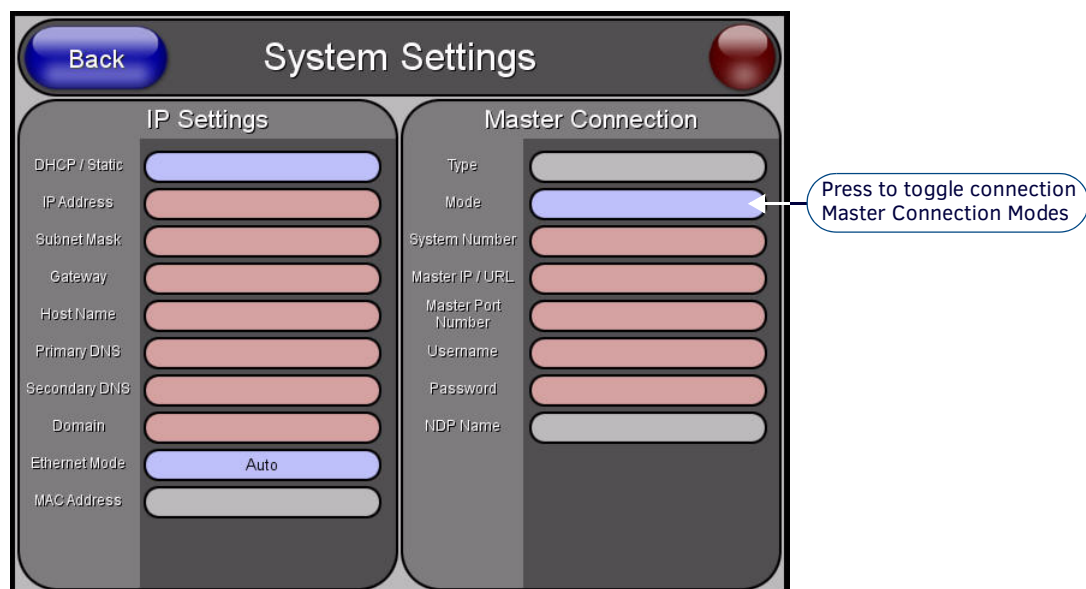 Back
System Settings
IP Settings
DHCP / Static
IP Address
Subnet Mask
Gateway
Host Name
Primary DNS
Secondary DNS
Domain
Ethernet Mode
Auto
MAC Address
Master Connection
Type
Mode
System Number
Master IP / URL
Master Port
Number
Username
Password
NDP Name
Press to toggle connection
Master Connection Modes